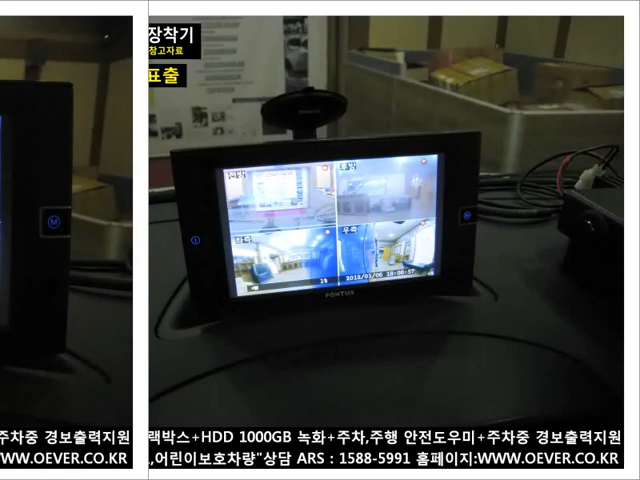 장착기
참고자료
표출
우측
2012/01/06 18:08:57
PONTUS
M
주차중 경보출력지원
WWW.OEVER.CO.KR
랙박스+HDD 1000GB 녹화+주차,주행 안전도우미+주차중 경보출력지원
,어린이보호차량"상담 ARS : 1588-5991 홈페이지:WWW.OEVER.CO.KR